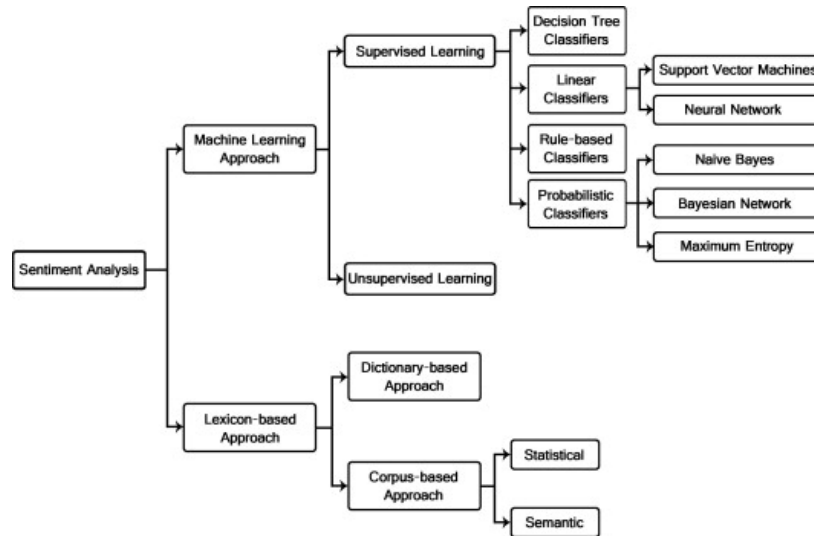 Sentiment Analysis
Machine Learning
Approach
Supervised Learning
Decision Tree
Classifiers
Linear
Classifiers
Support Vector Machines
Neural Network
Rule-based
Classifiers
Probabilistic
Classifiers
Naive Bayes
Bayesian Network
Maximum Entropy
Unsupervised Learning
Lexicon-based
Approach
Dictionary-based
Approach
Corpus-based
Approach
Statistical
Semantic